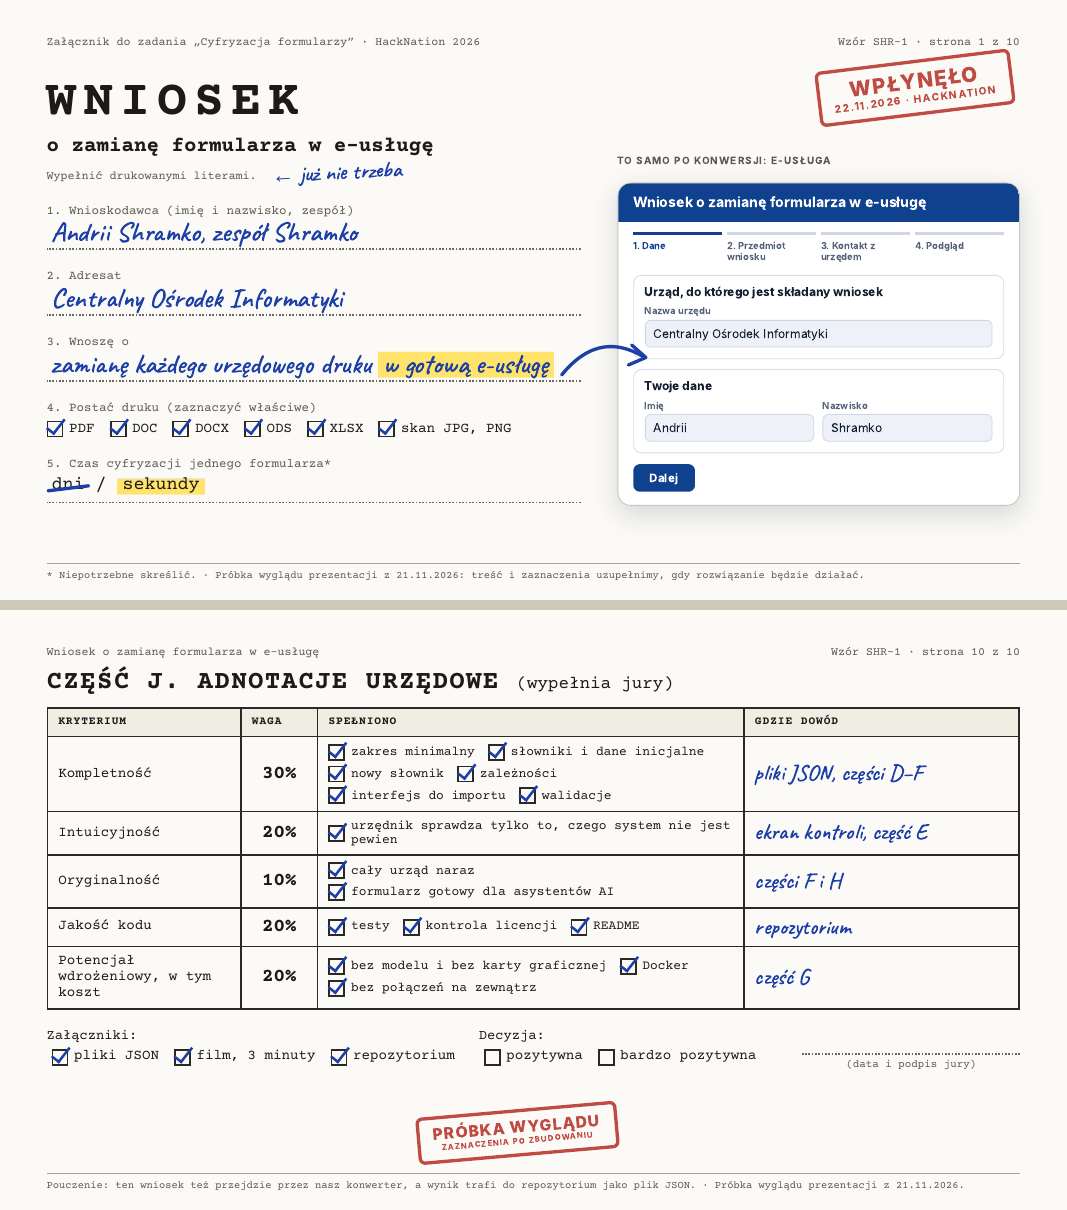 Załącznik do zadania „Cyfryzacja formularzy” · HackNation 2026
Wzór SHR-1 · strona 1 z 10
WPŁYNĘŁO
22.11.2026 · HACKNATION
WNIOSEK
o zamianę formularza w e-usługę
Wypełnić drukowanymi literami. ← już nie trzeba
1. Wnioskodawca (imię i nazwisko, zespół)
Andrii Shramko, zespół Shramko
2. Adresat
Centralny Ośrodek Informatyki
3. Wnoszę o
zamianę każdego urzędowego druku w gotową e-usługę
4. Postać druku (zaznaczyć właściwe)
PDF DOC DOCX ODS XLSX skan JPG, PNG
5. Czas cyfryzacji jednego formularza*
dni / sekundy
TO SAMO PO KONWERSJI: E-USŁUGA
Wniosek o zamianę formularza w e-usługę
1. Dane
2. Przedmiot wniosku
3. Kontakt z urzędem
4. Podgląd
Urząd, do którego jest składany wniosek
Nazwa urzędu
Centralny Ośrodek Informatyki
Twoje dane
Imię Nazwisko
Andrii Shramko
Dalej
* Niepotrzebne skreślić. · Próbka wyglądu prezentacji z 21.11.2026: treść i zaznaczenia uzupełnimy, gdy rozwiązanie będzie działać.
Wniosek o zamianę formularza w e-usługę
Wzór SHR-1 · strona 10 z 10
CZĘŚĆ J. ADNOTACJE URZĘDOWE (wypełnia jury)
KRYTERIUM WAGA SPEŁNIONO GDZIE DOWÓD
Kompletność 30%
zakres minimalny słowniki i dane inicjalne
nowy słownik zależności
interfejs do importu walidacje
pliki JSON, części D–F
Intuicyjność 20%
urzędnik sprawdza tylko to, czego system nie jest
pewien
ekran kontroli, część E
Oryginalność 10%
cały urząd naraz
formularz gotowy dla asystentów AI
części F i H
Jakość kodu 20% testy kontrola licencji README repozytorium
Potencjał
wdrożeniowy, w tym
koszt
20%
bez modelu i bez karty graficznej Docker
bez połączeń na zewnątrz
część G
Załączniki:
pliki JSON film, 3 minuty repozytorium
Decyzja:
pozytywna bardzo pozytywna
(data i podpis jury)
PRÓBKA WYGLĄDU
ZAZNACZENIA PO ZBUDOWANIU
Pouczenie: ten wniosek też przejdzie przez nasz konwerter, a wynik trafi do repozytorium jako plik JSON. · Próbka wyglądu prezentacji z 21.11.2026.